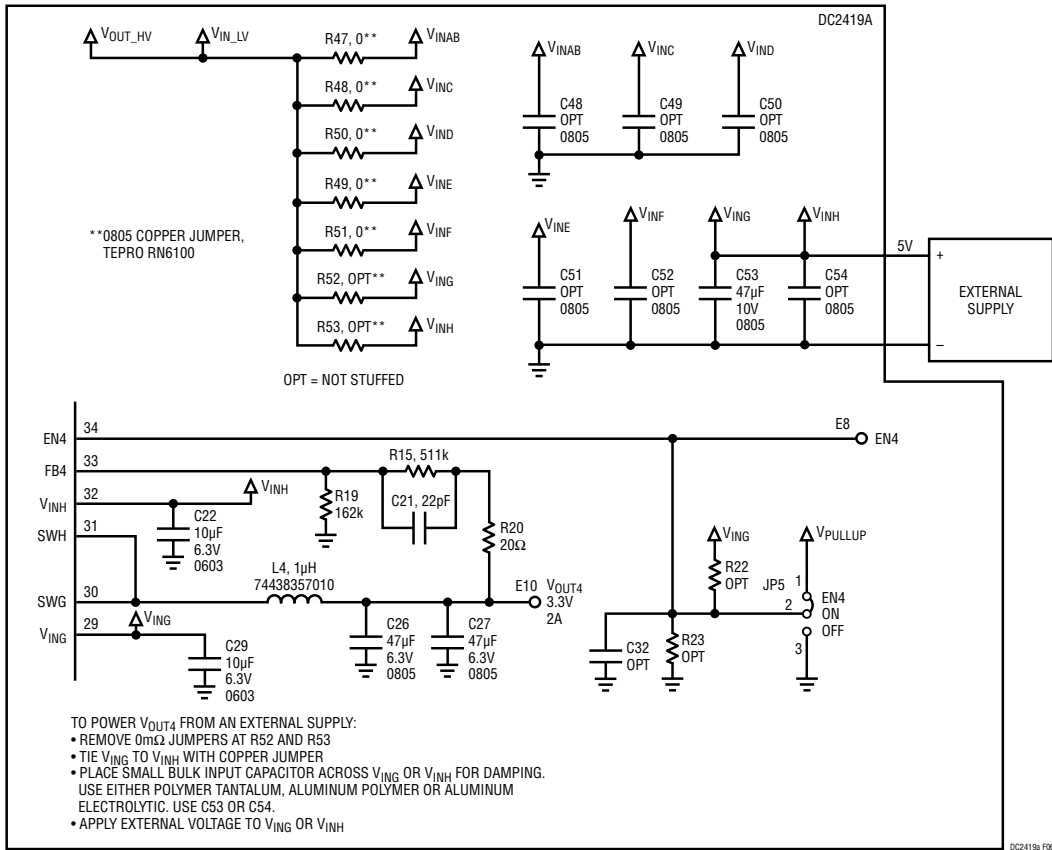 DC2419A
VOUT_HV
VIN_LV
R47, 0**
VINAB
R48, 0**
VINC
R50, 0**
VIND
R49, 0**
VINE
R51, 0**
VINF
R52, OPT**
VING
R53, OPT**
VINH
**0805 COPPER JUMPER,
TEPRO RN6100
OPT = NOT STUFFED
VINAB
VINC
VIND
C48
OPT
0805
C49
OPT
0805
C50
OPT
0805
VINE
VINF
VING
VINH
C51
OPT
0805
C52
OPT
0805
C53
47µF
10V
0805
C54
OPT
0805
5V
+
EXTERNAL
SUPPLY
–
EN4
34
E8
EN4
FB4
33
R15, 511k
C21, 22pF
R19
162k
R20
20Ω
VINH
32
VINH
C22
10µF
6.3V
0603
SWH
31
L4, 1µH
74438357010
SWG
30
E10
VOUT4
3.3V
2A
VING
29
VING
C29
10µF
6.3V
0603
C26
47µF
6.3V
0805
C27
47µF
6.3V
0805
VING
R22
OPT
VPULLUP
JP5
1
2
3
EN4
ON
OFF
C32
OPT
R23
OPT
TO POWER VOUT4 FROM AN EXTERNAL SUPPLY:
• REMOVE 0mΩ JUMPERS AT R52 AND R53
• TIE VING TO VINH WITH COPPER JUMPER
• PLACE SMALL BULK INPUT CAPACITOR ACROSS VING OR VINH FOR DAMPING.
USE EITHER POLYMER TANTALUM, ALUMINUM POLYMER OR ALUMINUM
ELECTROLYTIC. USE C53 OR C54.
• APPLY EXTERNAL VOLTAGE TO VING OR VINH
DC2419a F06